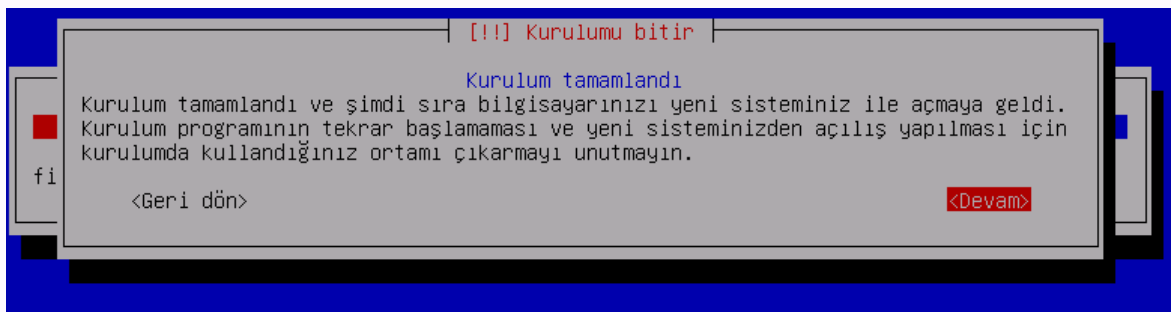 [!!] Kurulumu bitir
Kurulum tamamlandı
Kurulum tamamlandı ve şimdi sıra bilgisayarınızı yeni sisteminiz ile açmaya geldi.
Kurulum programının tekrar başlamaması ve yeni sisteminizden açılış yapılması için
kurulumda kullandığınız ortamı çıkarmayı unutmayın.
fi
<Geri dön> <Devam>